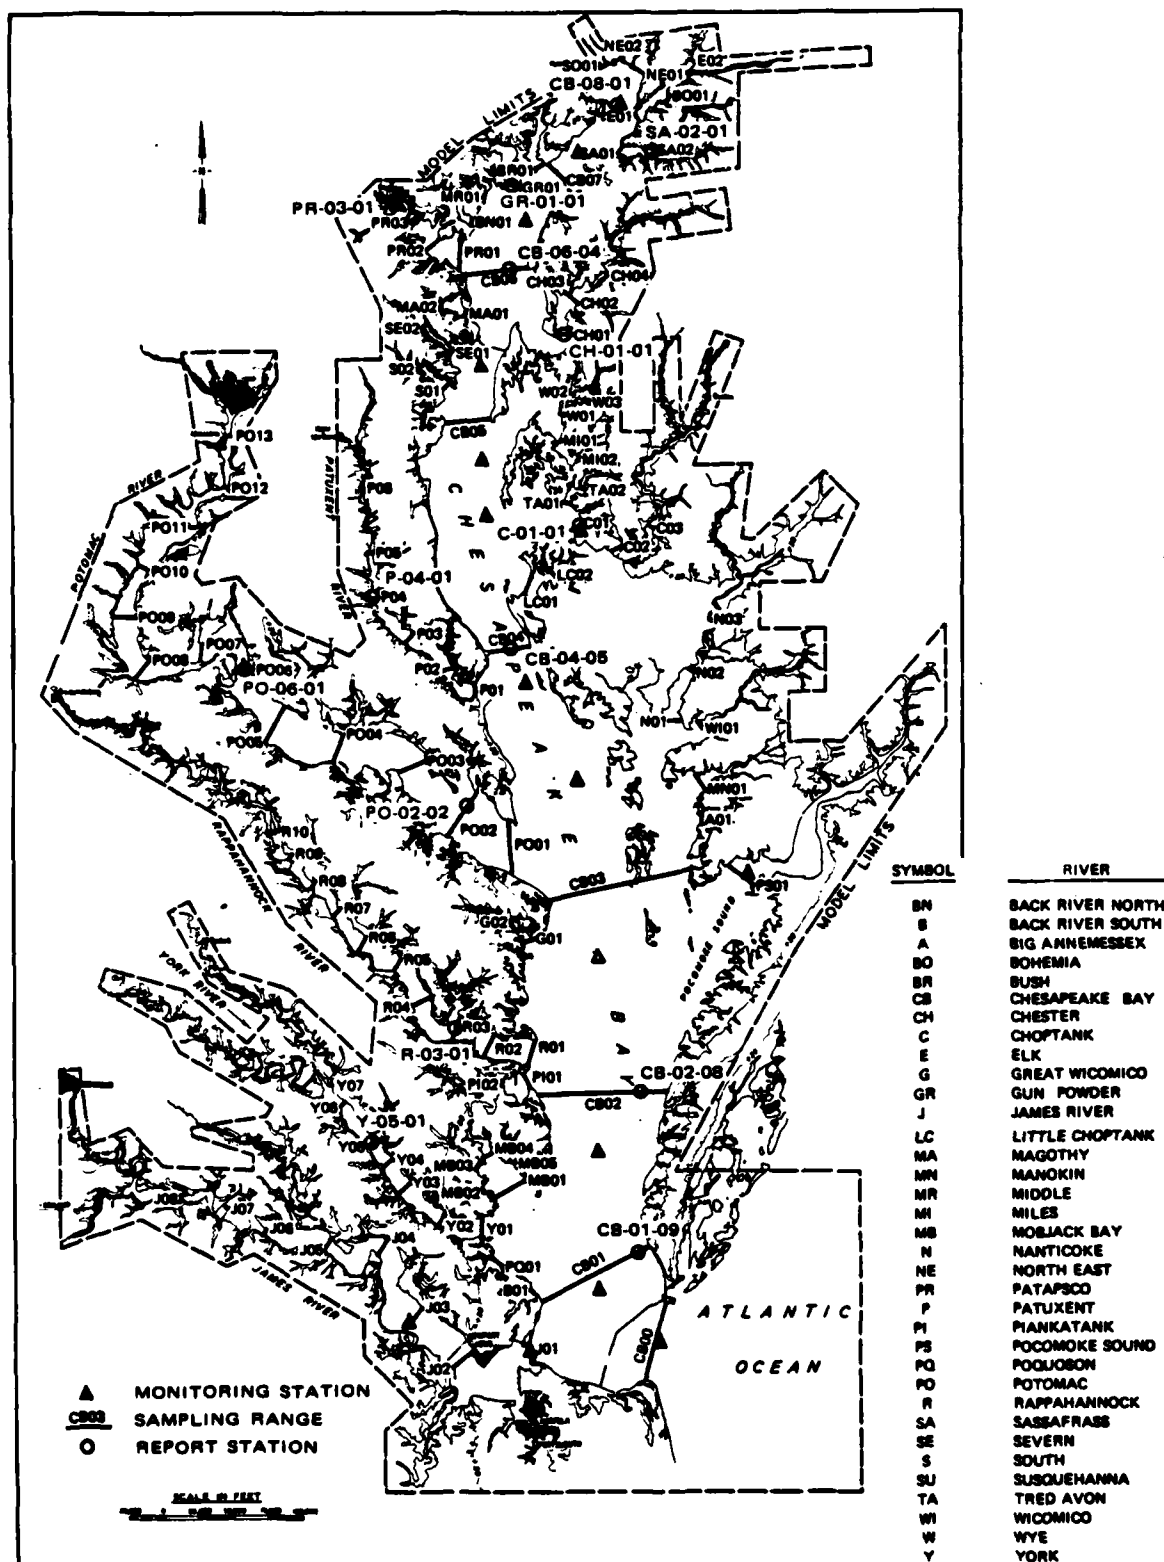 NE02
E02
SO01
NE01
CB-08-01
BO01
E01
SA-02-01
MODEL LIMITS
SA01
SA02
BR01
CB07
GR01
MR01
GR-01-01
PR-03-01
PR03
BN01
PR02
PR01
CB-06-04
CB06
CH03
CH04
CH02
MA02
MA01
SE02
CH01
SE01
CH-01-01
S02
S01
W02
W03
W01
CB05
MI01
MI02
PO13
PATUXENT
RIVER
PO12
P06
TA02
TA01
PO11
C-01-01
CC01
C03
C02
P05
LC02
PO10
P-04-01
P04
LC01
POTOMAC
RIVER
PO09
N03
P03
CB04
PO07
PO08
PO06
P02
CB-04-05
N02
PO-06-01
P01
N01
WI01
PO05
PO04
PO03
MN01
PO-02-02
A01
PO02
PO01
R10
R09
CB03
PS01
R08
RAPPAHANNOCK
RIVER
R07
G02
G01
R06
R05
POCOMOKE SOUND
MODEL LIMITS
YORK RIVER
R04
R03
R02
R01
R-03-01
PI02
PI01
CB-02-08
CB02
Y07
Y06
Y-05-01
Y05
MB04
Y04
MB03
MB05
Y03
MB01
MB02
J08
J07
J06
Y02
Y01
J05
J04
CB-01-09
CB01
PQ01
B01
JAMES RIVER
J03
J01
J02
CB00
CHESAPEAKE BAY
ATLANTIC
OCEAN
MONITORING STATION
CB03 SAMPLING RANGE
REPORT STATION
SCALE IN FEET
SYMBOL RIVER
BN BACK RIVER NORTH
B BACK RIVER SOUTH
A BIG ANNEMESSEX
BO BOHEMIA
BR BUSH
CB CHESAPEAKE BAY
CH CHESTER
C CHOPTANK
E ELK
G GREAT WICOMICO
GR GUN POWDER
J JAMES RIVER
LC LITTLE CHOPTANK
MA MAGOTHY
MN MANOKIN
MR MIDDLE
MI MILES
MB MOBJACK BAY
N NANTICOKE
NE NORTH EAST
PR PATAPSCO
P PATUXENT
PI PIANKATANK
PS POCOMOKE SOUND
PQ POQUOSON
PO POTOMAC
R RAPPAHANNOCK
SA SASSAFRASS
SE SEVERN
S SOUTH
SU SUSQUEHANNA
TA TRED AVON
WI WICOMICO
W WYE
Y YORK